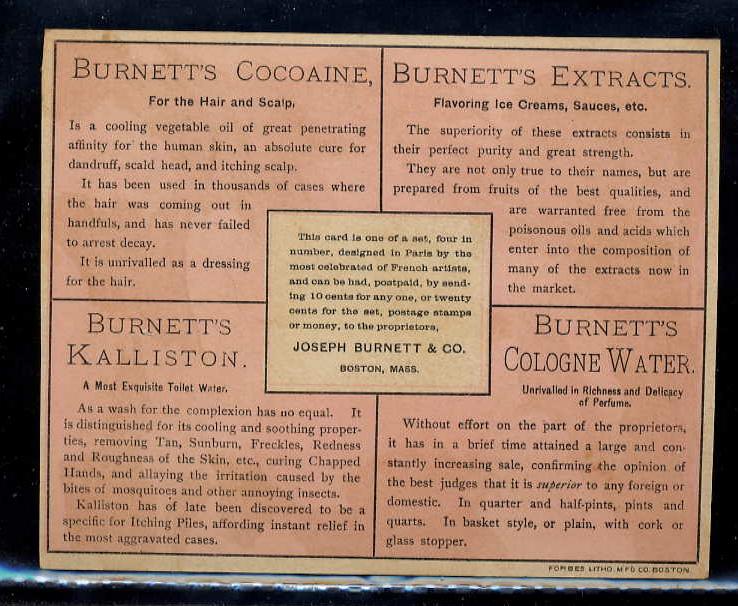 BURNETT'S COCOAINE,
For the Hair and Scalp,
Is a cooling vegetable oil of great penetrating
affinity for the human skin, an absolute cure for
dandruff, scald head, and itching scalp.
It has been used in thousands of cases where
the hair was coming out in
handfuls, and has never failed
to arrest decay.
It is unrivalled as a dressing
for the hair.
BURNETT'S EXTRACTS.
Flavoring Ice Creams, Sauces, etc.
The superiority of these extracts consists in
their perfect purity and great strength.
They are not only true to their names, but are
prepared from fruits of the best qualities, and
are warranted free from the
poisonous oils and acids which
enter into the composition of
many of the extracts now in
the market.
This card is one of a set, four in
number, designed in Paris by the
most celebrated of French artists,
and can be had, postpaid, by send-
ing 10 cents for any one, or twenty
cents for the set, postage stamps
or money, to the proprietors,
JOSEPH BURNETT & CO.
BOSTON, MASS.
BURNETT'S
KALLISTON.
A Most Exquisite Toilet Water.
As a wash for the complexion has no equal. It
is distinguished for its cooling and soothing proper-
ties, removing Tan, Sunburn, Freckles, Redness
and Roughness of the Skin, etc., curing Chapped
Hands, and allaying the irritation caused by the
bites of mosquitoes and other annoying insects.
Kalliston has of late been discovered to be a
specific for Itching Piles, affording instant relief in
the most aggravated cases.
BURNETT'S
COLOGNE WATER.
Unrivalled in Richness and Delicacy
of Perfume.
Without effort on the part of the proprietors,
it has in a brief time attained a large and con-
stantly increasing sale, confirming the opinion of
the best judges that it is superior to any foreign or
domestic. In quarter and half-pints, pints and
quarts. In basket style, or plain, with cork or
glass stopper.
FORBES LITHO. M'F'G CO. BOSTON.